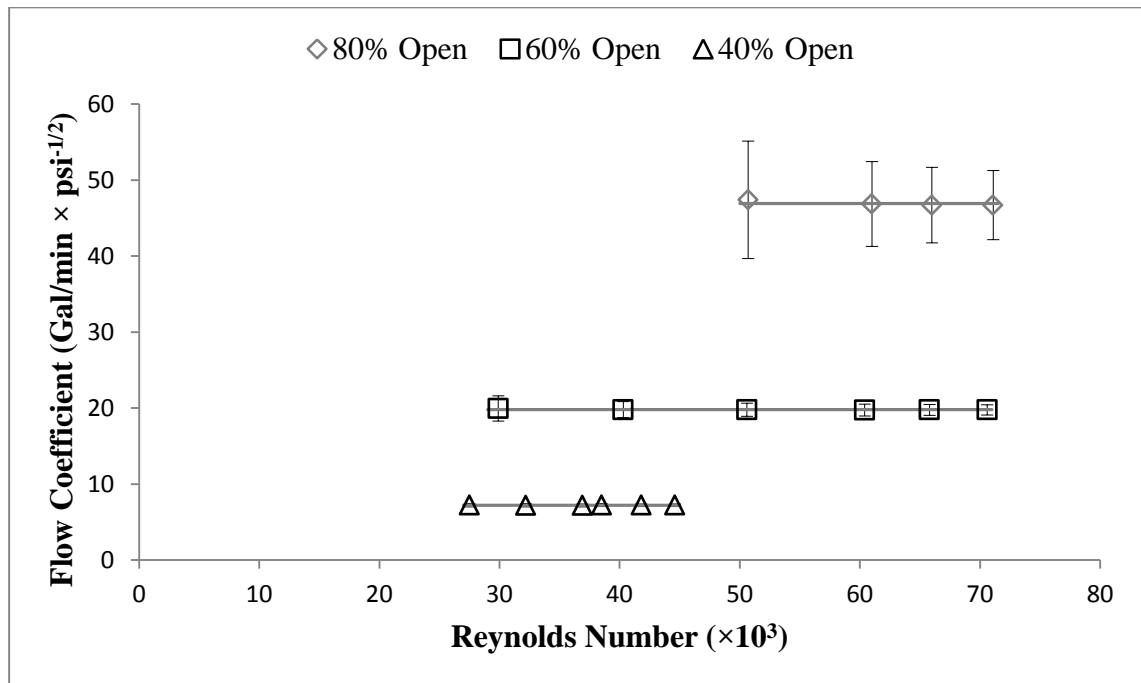 80% Open 60% Open 40% Open
Flow Coefficient (Gal/min × psi-1/2)
60
50
40
30
20
10
0
0 10 20 30 40 50 60 70 80
Reynolds Number (×10³)